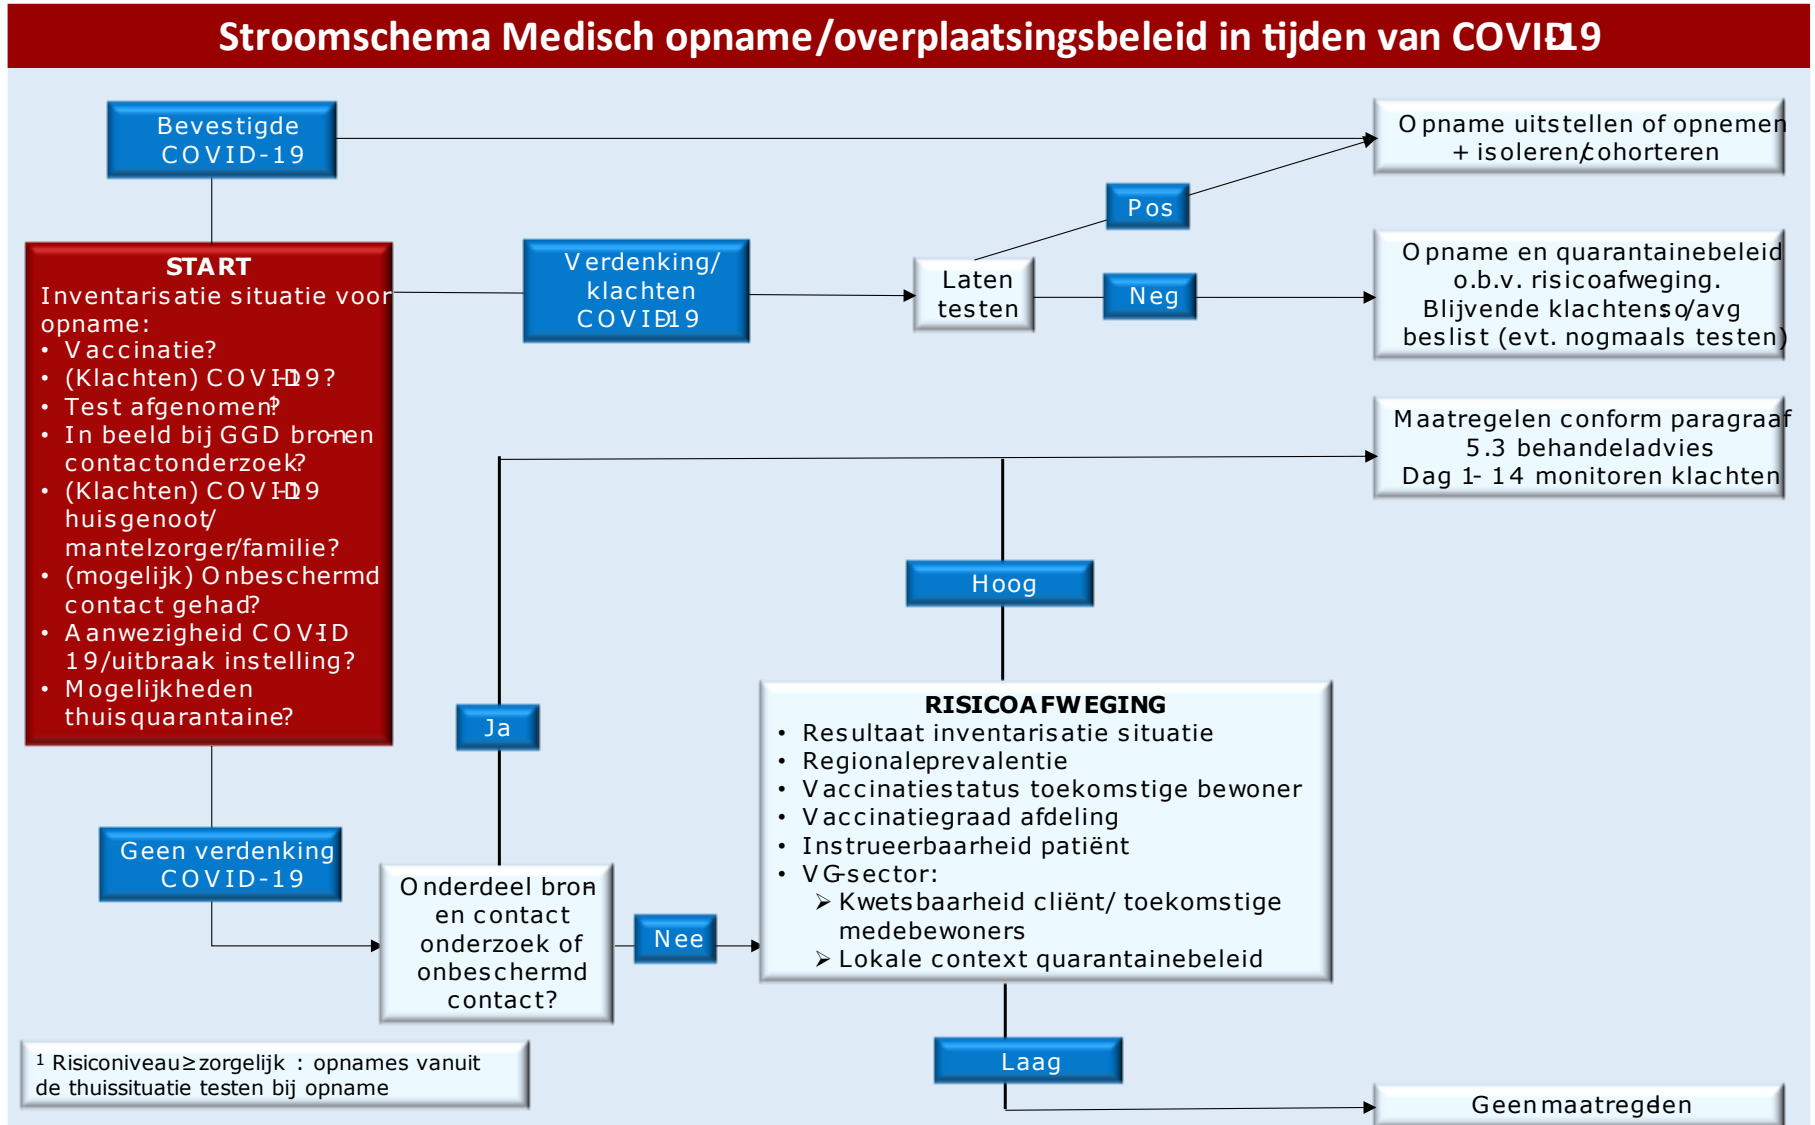 Stroomschema Medisch opname/overplaatsingsbeleid in tijden van COVID-19
Bevestigde
COVID-19
Opname uitstellen of opnemen
+ isoleren/cohorteren
Pos
START
Inventarisatie situatie voor
opname:
• Vaccinatie?
• (Klachten) COVID-19?
• Test afgenomen?¹
• In beeld bij GGD bron- en
contactonderzoek?
• (Klachten) COVID-19
huisgenoot/
mantelzorger/familie?
• (mogelijk) Onbeschermd
contact gehad?
• Aanwezigheid COVID-
19/uitbraak instelling?
• Mogelijkheden
thuisquarantaine?
Verdenking/
klachten
COVID-19
Laten
testen
Neg
Opname en quarantainebeleid
o.b.v. risicoafweging.
Blijvende klachten: so/avg
beslist (evt. nogmaals testen)
Maatregelen conform paragraaf
5.3 behandeladvies
Dag 1- 14 monitoren klachten
Hoog
Ja
RISICOAFWEGING
• Resultaat inventarisatie situatie
• Regionale prevalentie
• Vaccinatiestatus toekomstige bewoner
• Vaccinatiegraad afdeling
• Instrueerbaarheid patiënt
• VG-sector:
➢ Kwetsbaarheid cliënt/ toekomstige
medebewoners
➢ Lokale context quarantainebeleid
Geen verdenking
COVID-19
Onderdeel bron-
en contact
onderzoek of
onbeschermd
contact?
Nee
Laag
¹ Risiconiveau ≥ zorgelijk : opnames vanuit
de thuissituatie testen bij opname
Geen maatregelen